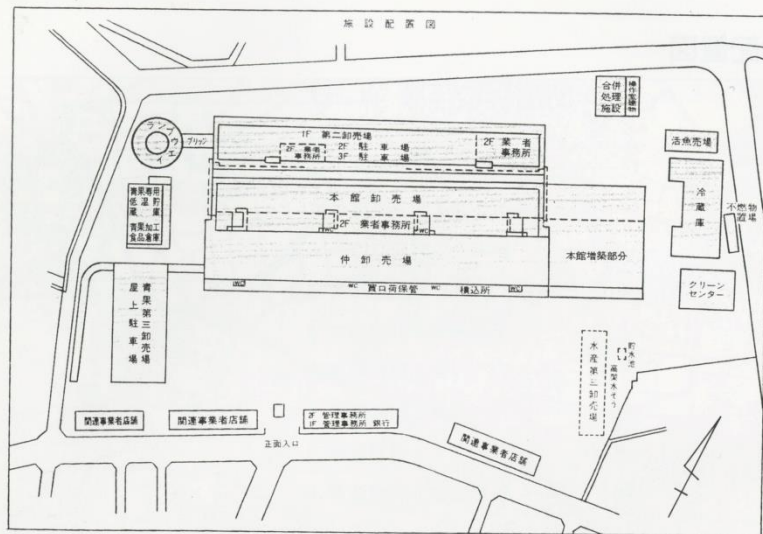 施設配置図
合併
処理
施設
ランプウェイ
ブリッジ
1F 第二卸売場
2F 駐車場
3F 駐車場
2F 業者
事務所
2F 業者
事務所
活魚売場
冷蔵庫
不燃物
置場
青果専用
低温貯
蔵庫
青果加工
食品倉庫
本館卸売場
2F 業者事務所
WC
WC
仲卸売場
本館増築部分
クリーン
センター
WC
買口荷保管
WC
積込所
青果第三卸売場
屋上駐車場
水産第三卸売場
貯水池
関連事業者店舗
関連事業者店舗
2F 管理事務所
1F 管理事務所 銀行
正面入口
関連事業者店舗